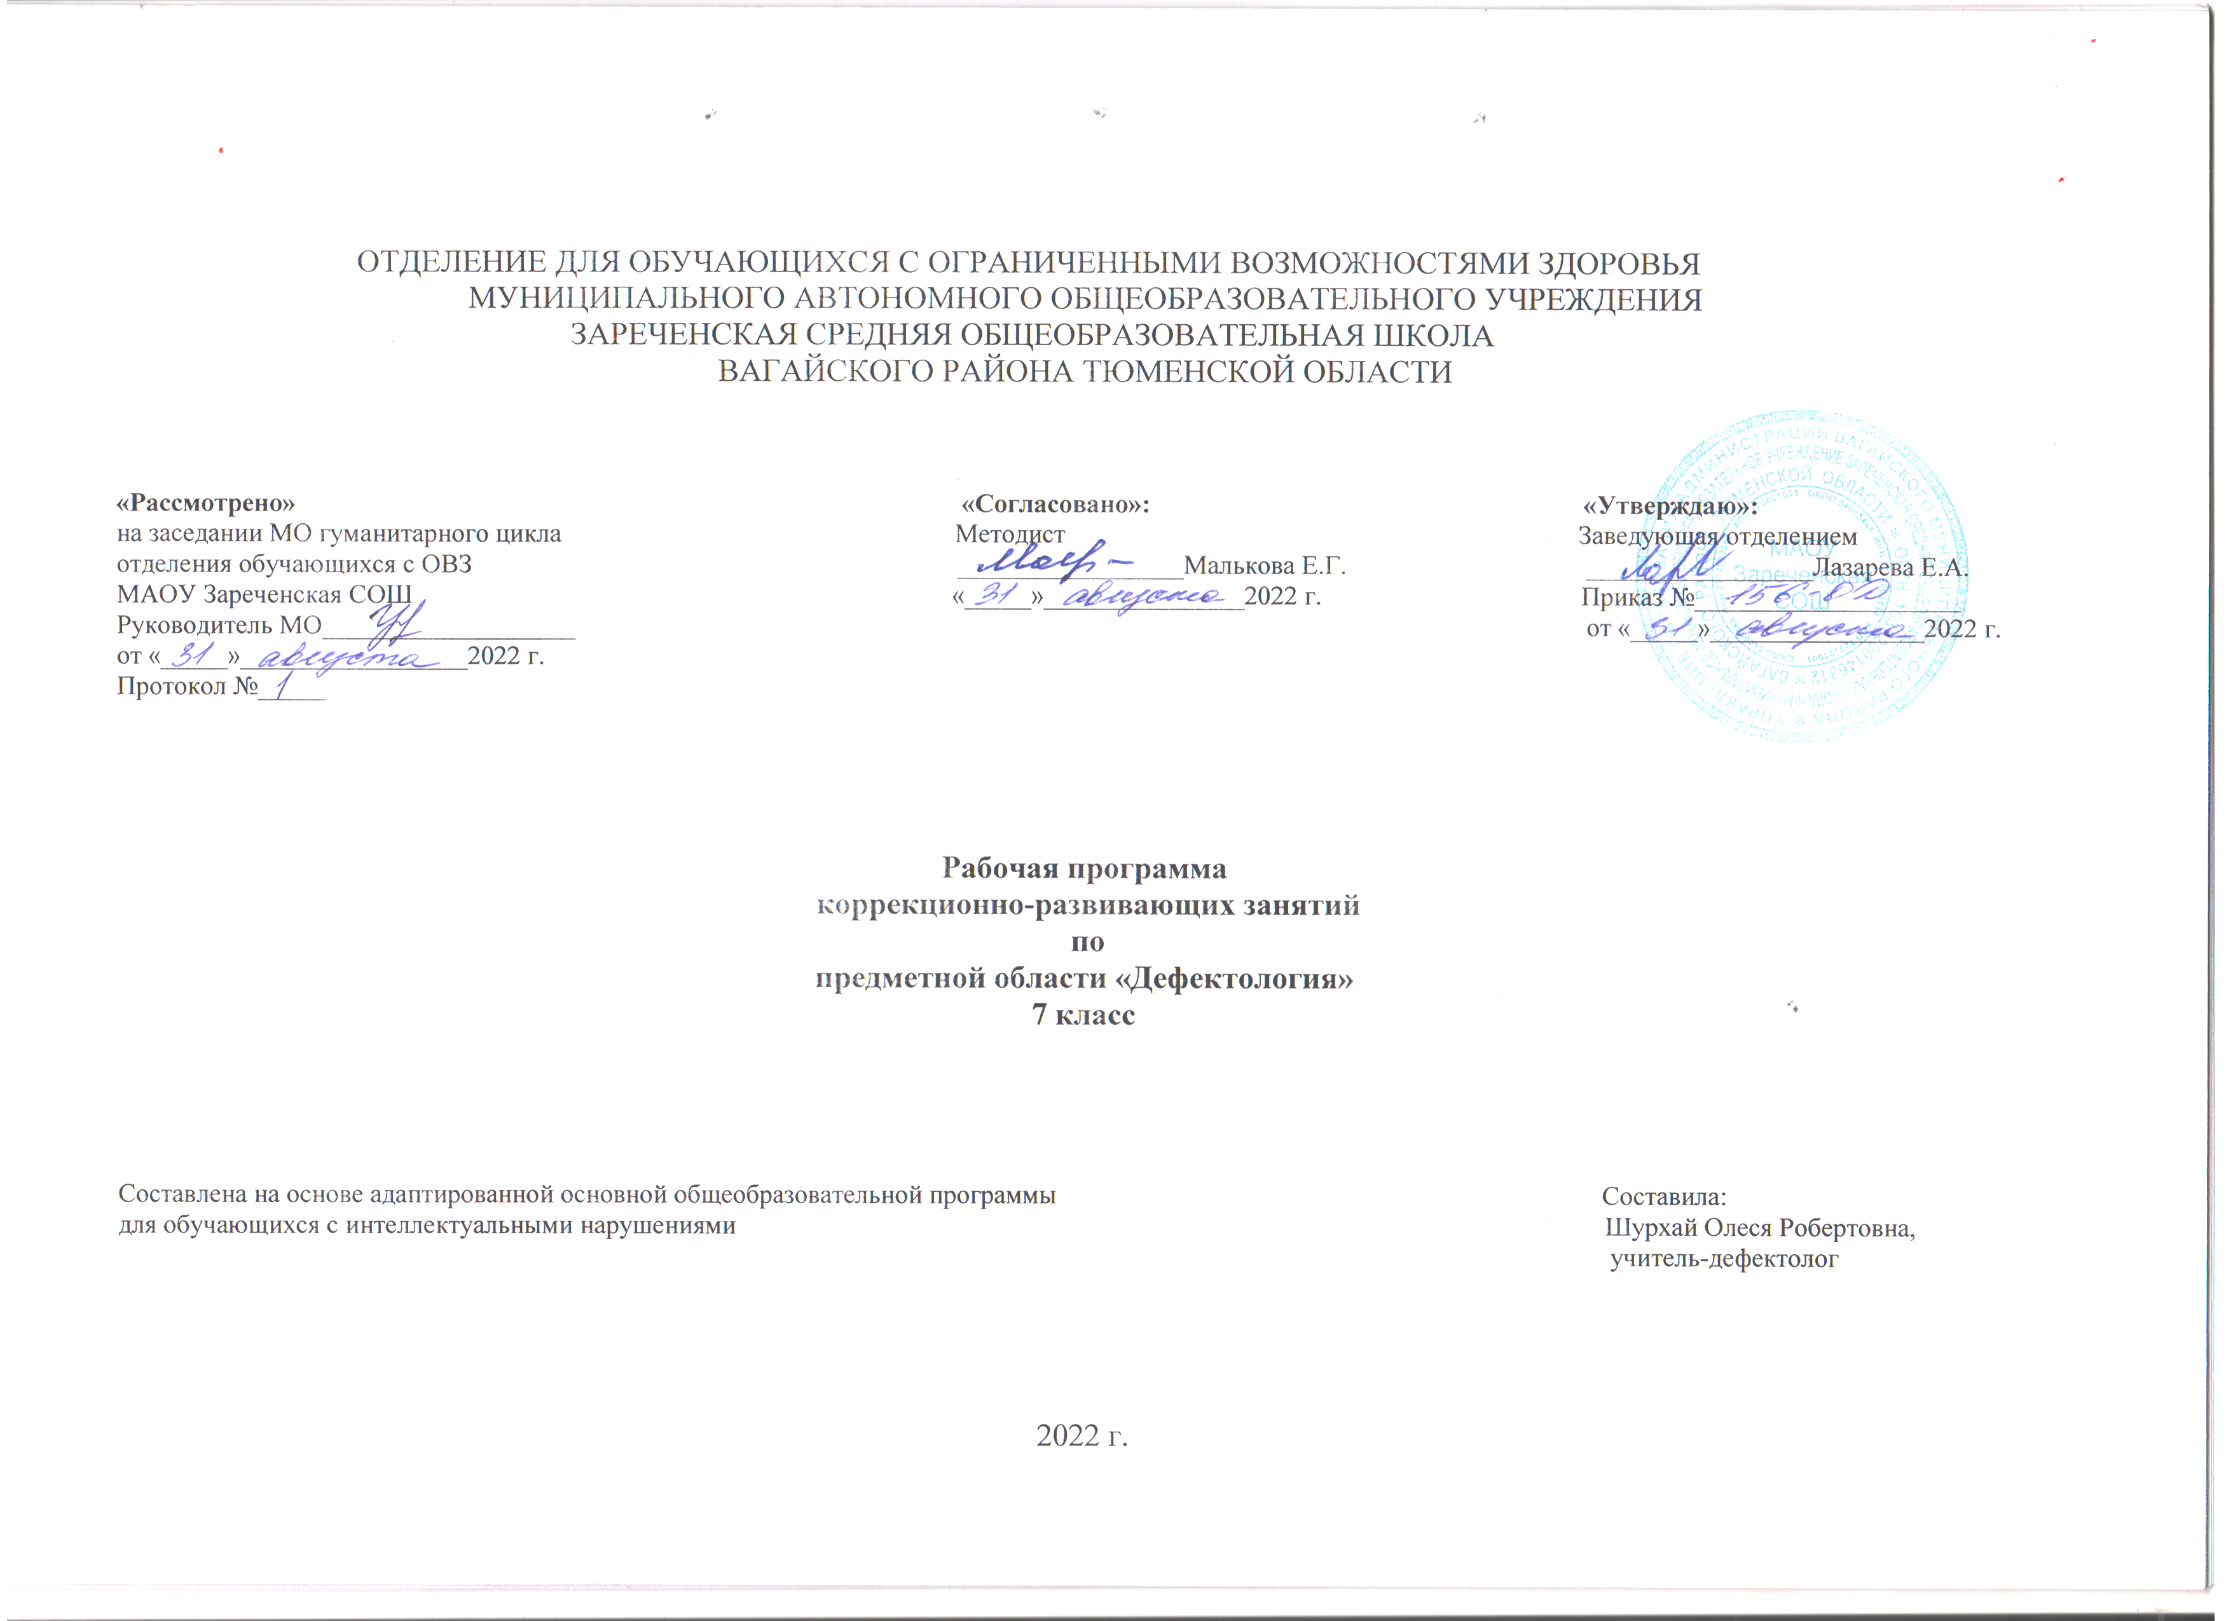 ОТДЕЛЕНИЕ ДЛЯ ОБУЧАЮЩИХСЯ С ОГРАНИЧЕННЫМИ ВОЗМОЖНОСТЯМИ ЗДОРОВЬЯ
МУНИЦИПАЛЬНОГО АВТОНОМНОГО ОБЩЕОБРАЗОВАТЕЛЬНОГО УЧРЕЖДЕНИЯ
ЗАРЕЧЕНСКАЯ СРЕДНЯЯ ОБЩЕОБРАЗОВАТЕЛЬНАЯ ШКОЛА
ВАГАЙСКОГО РАЙОНА ТЮМЕНСКОЙ ОБЛАСТИ
«Рассмотрено»
на заседании МО гуманитарного цикла
отделения обучающихся с ОВЗ
МАОУ Зареченская СОШ
Руководитель МО
от «31» августа 2022 г.
Протокол № 1
«Согласовано»:
Методист
Малькова Е.Г.
«31» августа 2022 г.
«Утверждаю»:
Заведующая отделением
Лазарева Е.А.
Приказ №
от «31» августа 2022 г.
МАОУ
Зареченская
СОШ
Рабочая программа
коррекционно-развивающих занятий
по
предметной области «Дефектология»
7 класс
Составлена на основе адаптированной основной общеобразовательной программы
для обучающихся с интеллектуальными нарушениями
Составила:
Шурхай Олеся Робертовна,
учитель-дефектолог
2022 г.